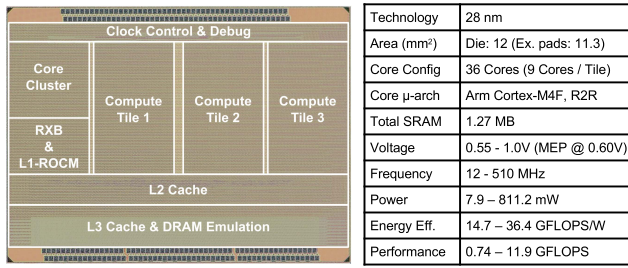 Clock Control & Debug
Core
Cluster
RXB
&
L1-ROCM
Compute
Tile 1
Compute
Tile 2
Compute
Tile 3
L2 Cache
L3 Cache & DRAM Emulation
Technology 28 nm
Area (mm²) Die: 12 (Ex. pads: 11.3)
Core Config 36 Cores (9 Cores / Tile)
Core μ-arch Arm Cortex-M4F, R2R
Total SRAM 1.27 MB
Voltage 0.55 - 1.0V (MEP @ 0.60V)
Frequency 12 - 510 MHz
Power 7.9 – 811.2 mW
Energy Eff. 14.7 – 36.4 GFLOPS/W
Performance 0.74 – 11.9 GFLOPS